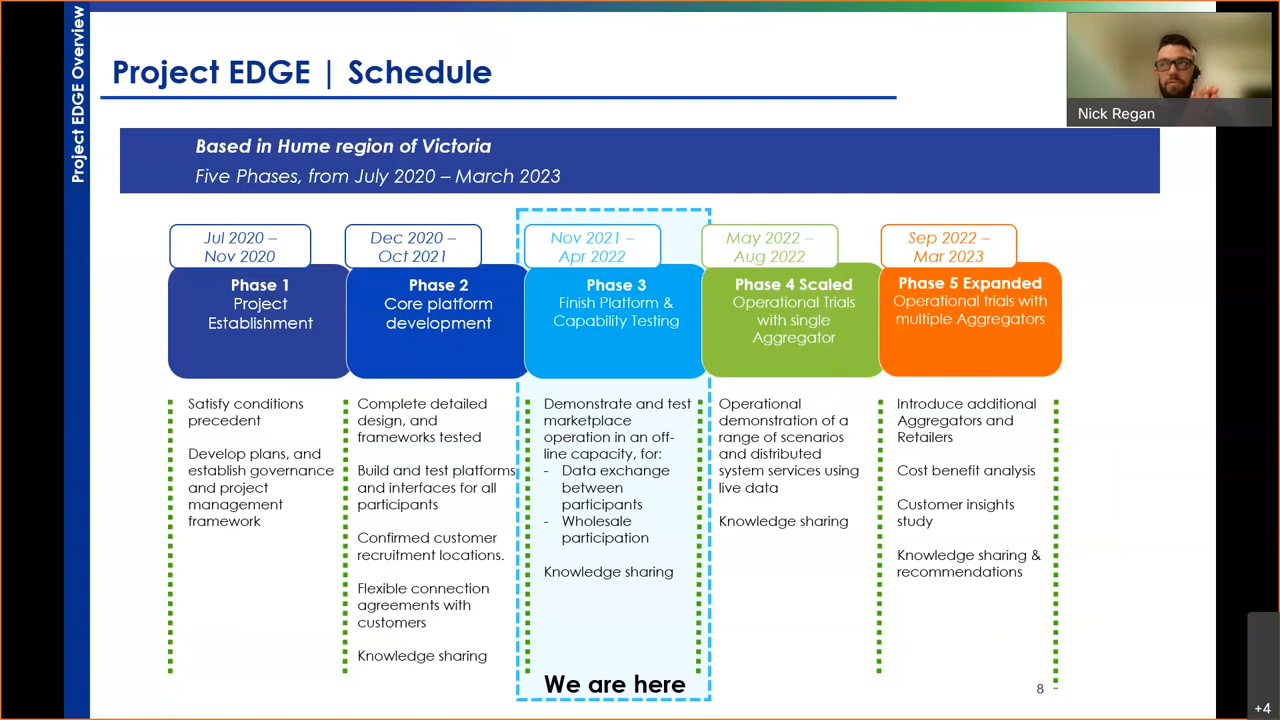 Project EDGE Overview
Project EDGE | Schedule
Nick Regan
Based in Hume region of Victoria
Five Phases, from July 2020 – March 2023
Jul 2020 –
Nov 2020
Phase 1
Project
Establishment
Satisfy conditions
precedent
Develop plans, and
establish governance
and project
management
framework
Dec 2020 –
Oct 2021
Phase 2
Core platform
development
Complete detailed
design, and
frameworks tested
Build and test platforms
and interfaces for all
participants
Confirmed customer
recruitment locations.
Flexible connection
agreements with
customers
Knowledge sharing
Nov 2021 –
Apr 2022
Phase 3
Finish Platform &
Capability Testing
Demonstrate and test
marketplace
operation in an off-
line capacity, for:
- Data exchange
between
participants
- Wholesale
participation
Knowledge sharing
We are here
May 2022 –
Aug 2022
Phase 4 Scaled
Operational Trials
with single
Aggregator
Operational
demonstration of a
range of scenarios
and distributed
system services using
live data
Knowledge sharing
Sep 2022 –
Mar 2023
Phase 5 Expanded
Operational trials with
multiple Aggregators
Introduce additional
Aggregators and
Retailers
Cost benefit analysis
Customer insights
study
Knowledge sharing &
recommendations
8
+4